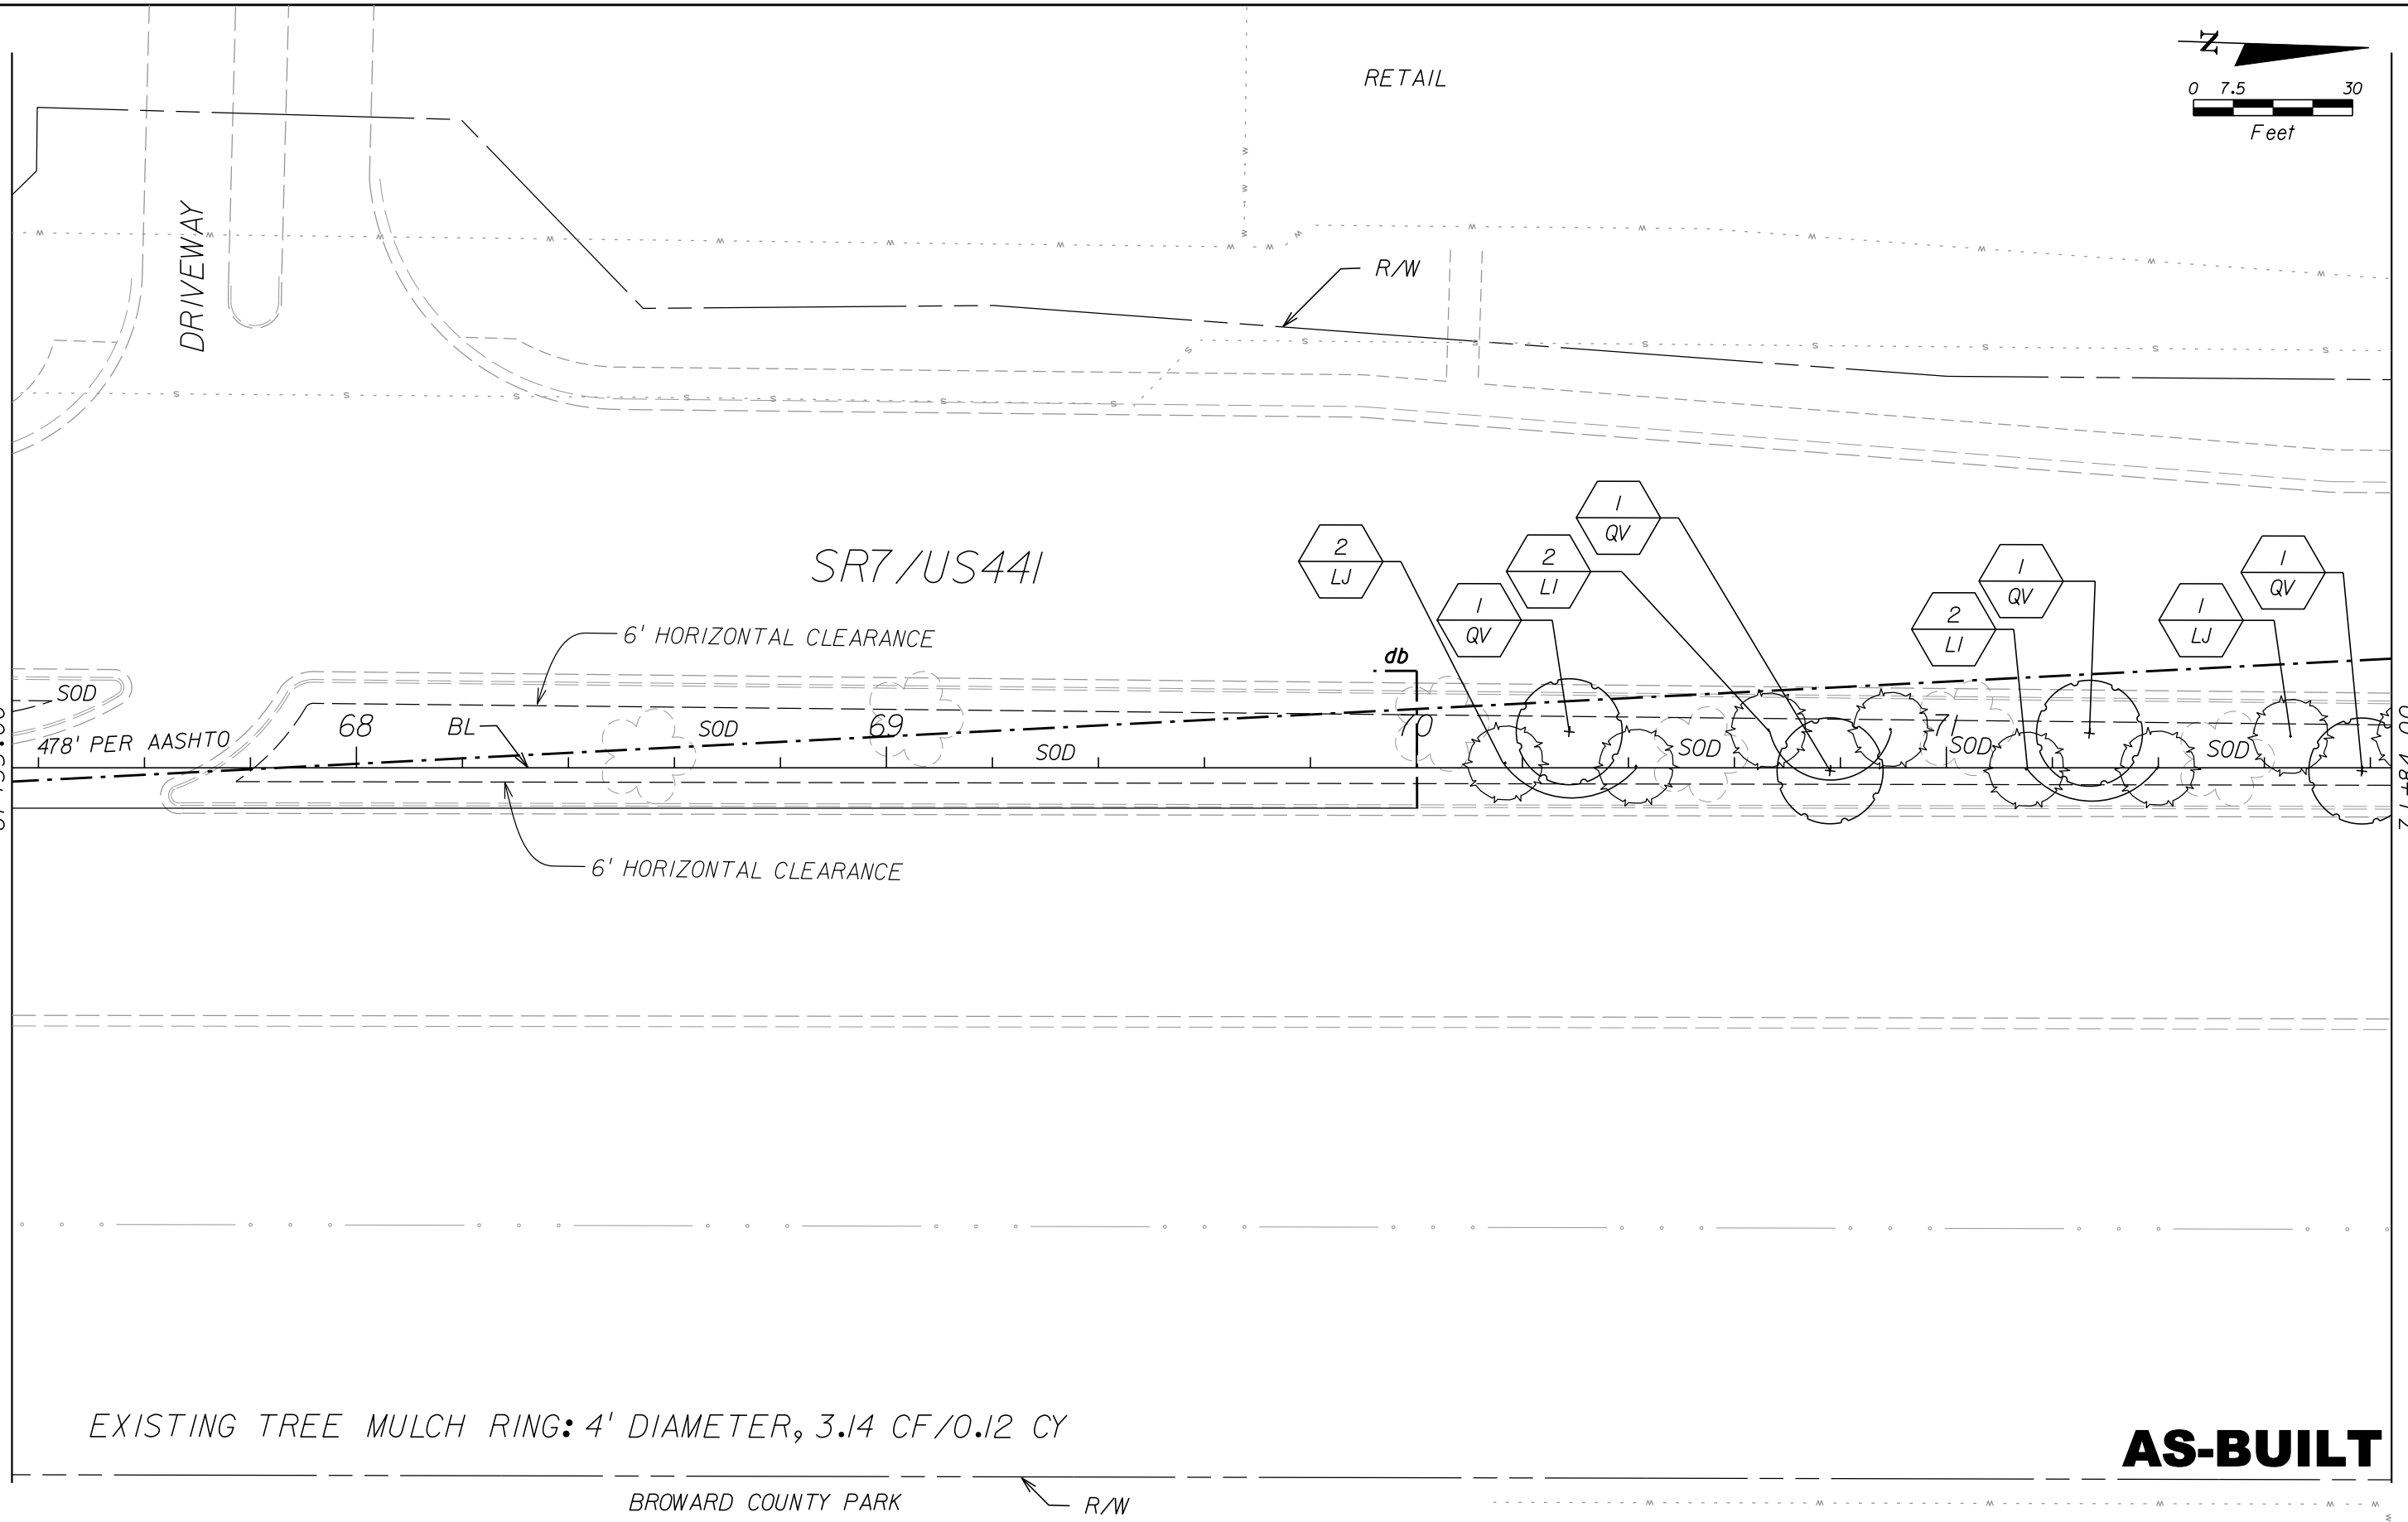 RETAIL
N
0 7.5 30
Feet
DRIVEWAY
R/W
SR7/US441
1
QV
2
LJ
2
LI
1
QV
1
QV
2
LI
1
LJ
1
QV
6' HORIZONTAL CLEARANCE
db
SOD
478' PER AASHTO
68
BL
SOD
69
SOD
70
SOD
71
SOD
SOD
6' HORIZONTAL CLEARANCE
EXISTING TREE MULCH RING: 4' DIAMETER, 3.14 CF/0.12 CY
AS-BUILT
BROWARD COUNTY PARK
R/W